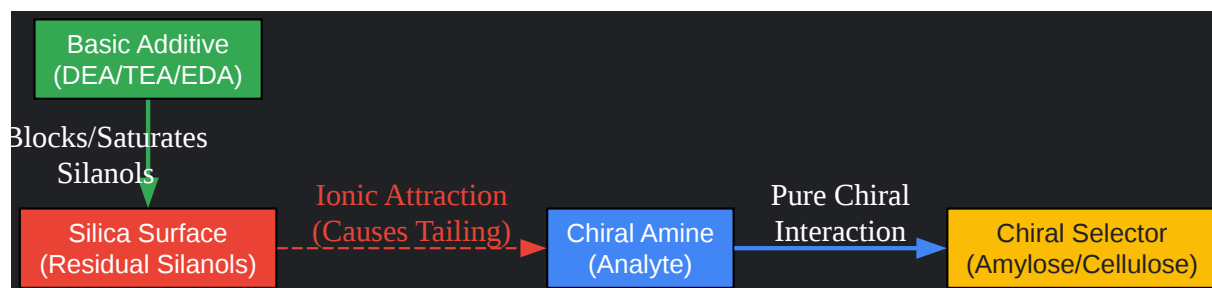 Basic Additive
(DEA/TEA/EDA)
Blocks/Saturates
Silanols
Ionic Attraction
(Causes Tailing)
Pure Chiral
Interaction
Silica Surface
(Residual Silanols)
Chiral Amine
(Analyte)
Chiral Selector
(Amylose/Cellulose)